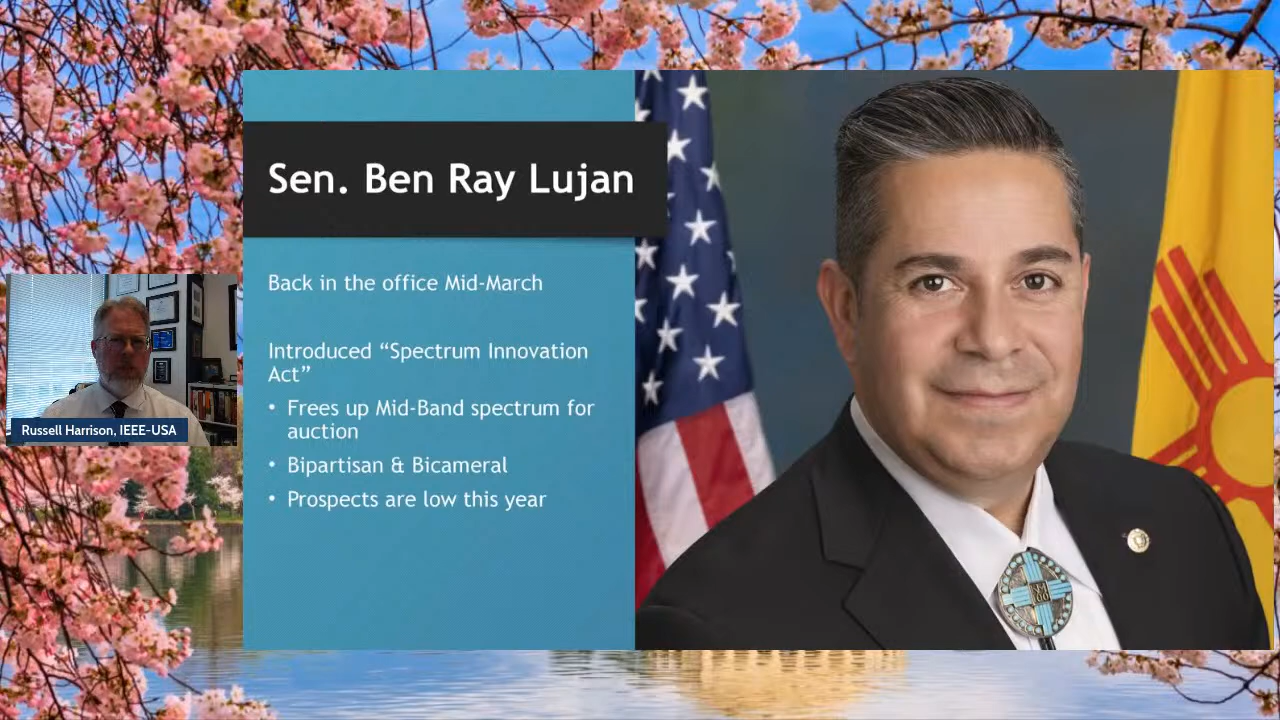 Sen. Ben Ray Lujan
Back in the office Mid-March
Introduced “Spectrum Innovation
Act”
• Frees up Mid-Band spectrum for
auction
• Bipartisan & Bicameral
• Prospects are low this year
Russell Harrison, IEEE-USA